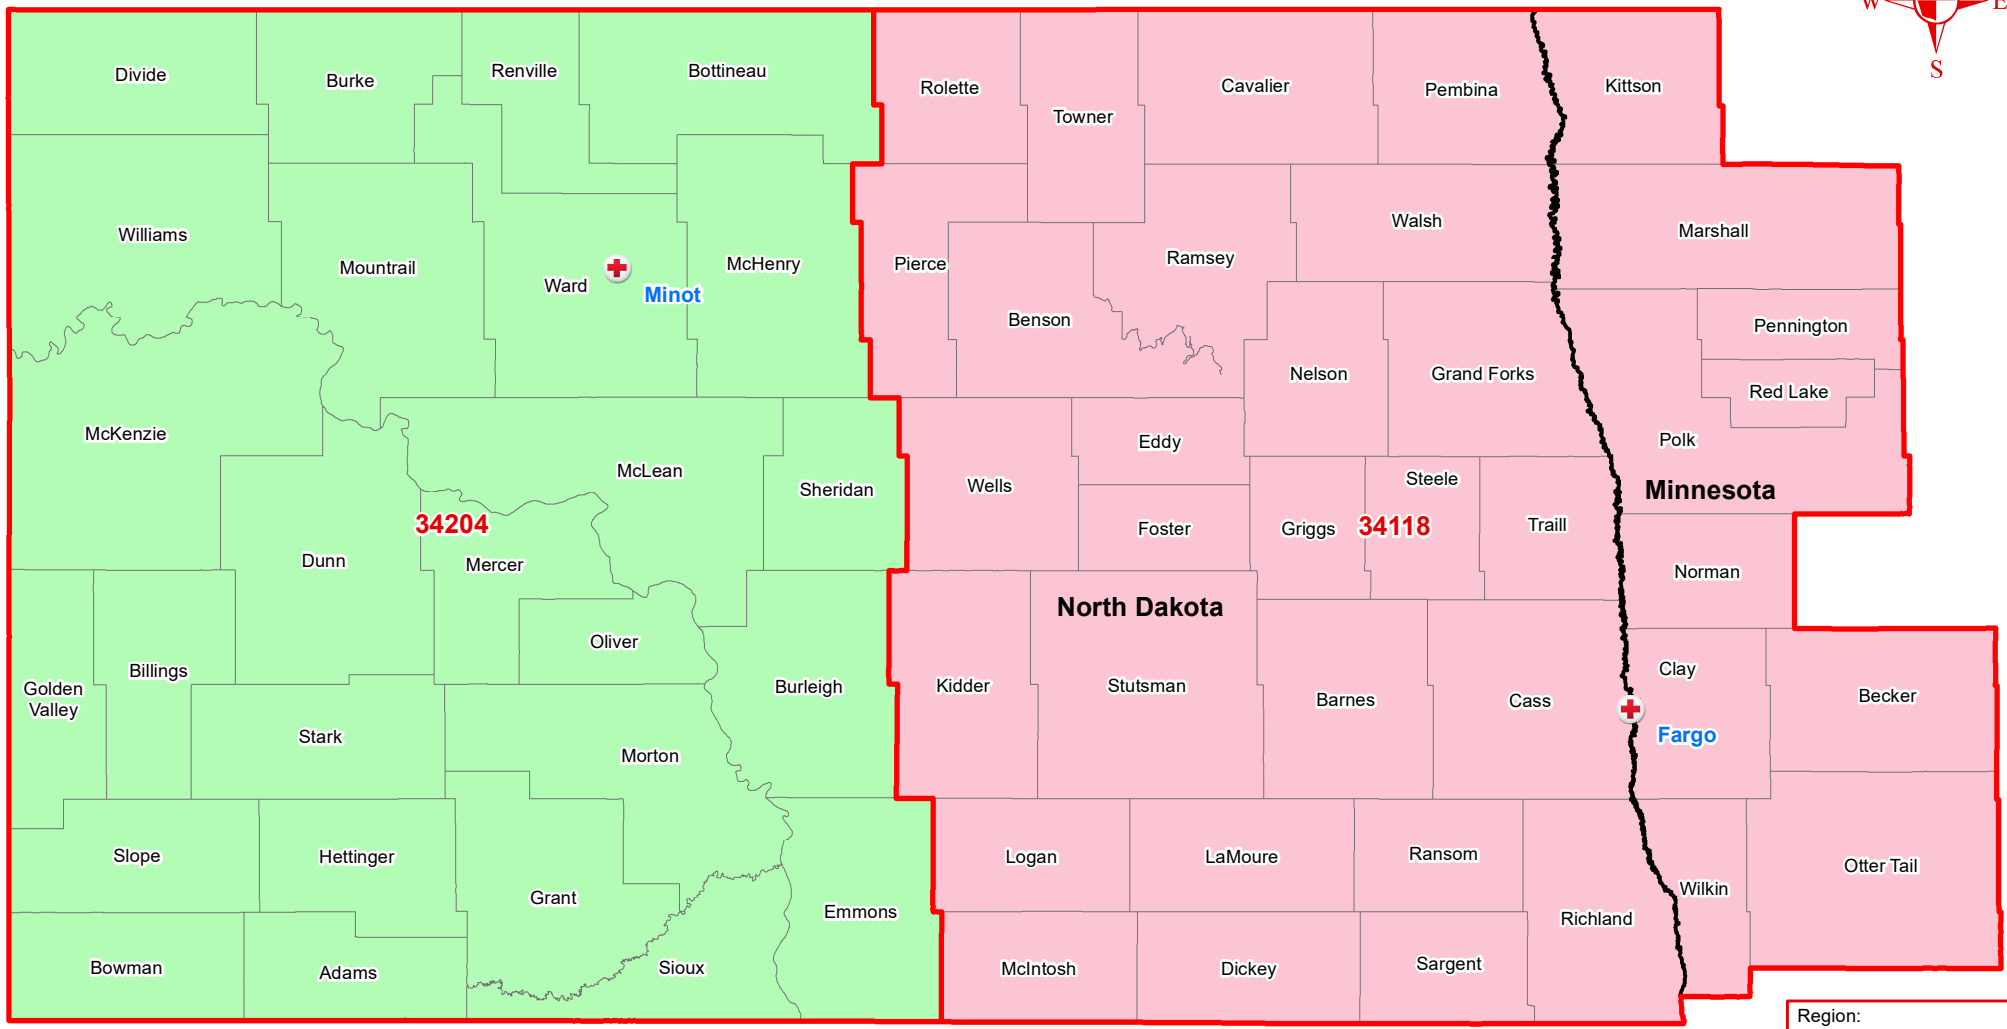 W
E
S
Divide
Burke
Renville
Bottineau
Rolette
Towner
Cavalier
Pembina
Kittson
Williams
Mountrail
Ward
Minot
McHenry
Pierce
Benson
Ramsey
Walsh
Marshall
Pennington
Red Lake
Nelson
Grand Forks
Polk
Minnesota
McKenzie
McLean
Sheridan
Wells
Eddy
Foster
Griggs
Steele
34118
Traill
Norman
34204
Dunn
Mercer
Oliver
North Dakota
Golden
Valley
Billings
Stark
Morton
Burleigh
Kidder
Stutsman
Barnes
Cass
Clay
Fargo
Becker
Slope
Hettinger
Grant
Emmons
Logan
LaMoure
Ransom
Richland
Wilkin
Otter Tail
Bowman
Adams
Sioux
McIntosh
Dickey
Sargent
Region: